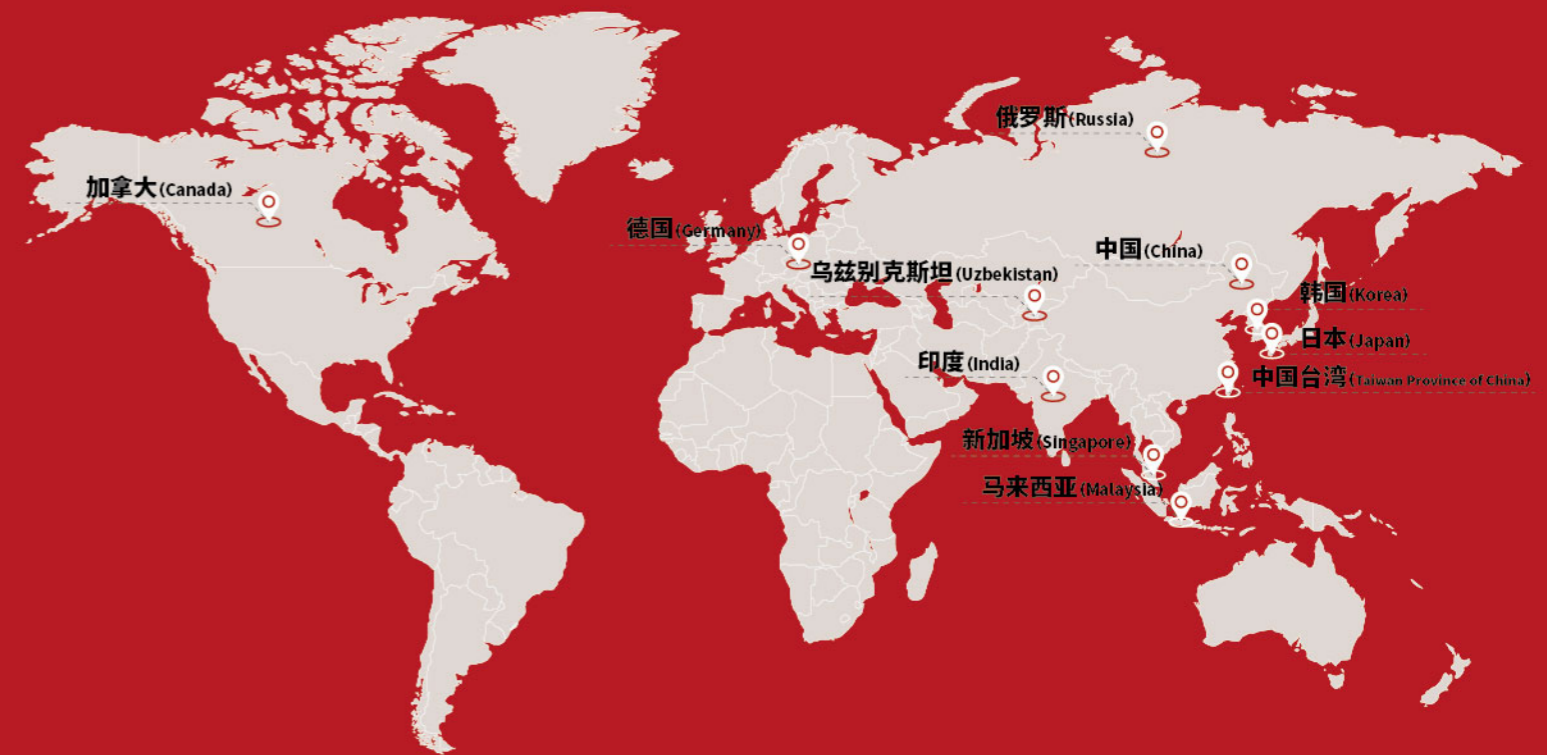 俄罗斯(Russia)
加拿大(Canada)
德国(Germany)
中国(China)
乌兹别克斯坦(Uzbekistan)
韩国(Korea)
日本(Japan)
印度(India)
中国台湾(Taiwan Province of China)
新加坡(Singapore)
马来西亚(Malaysia)